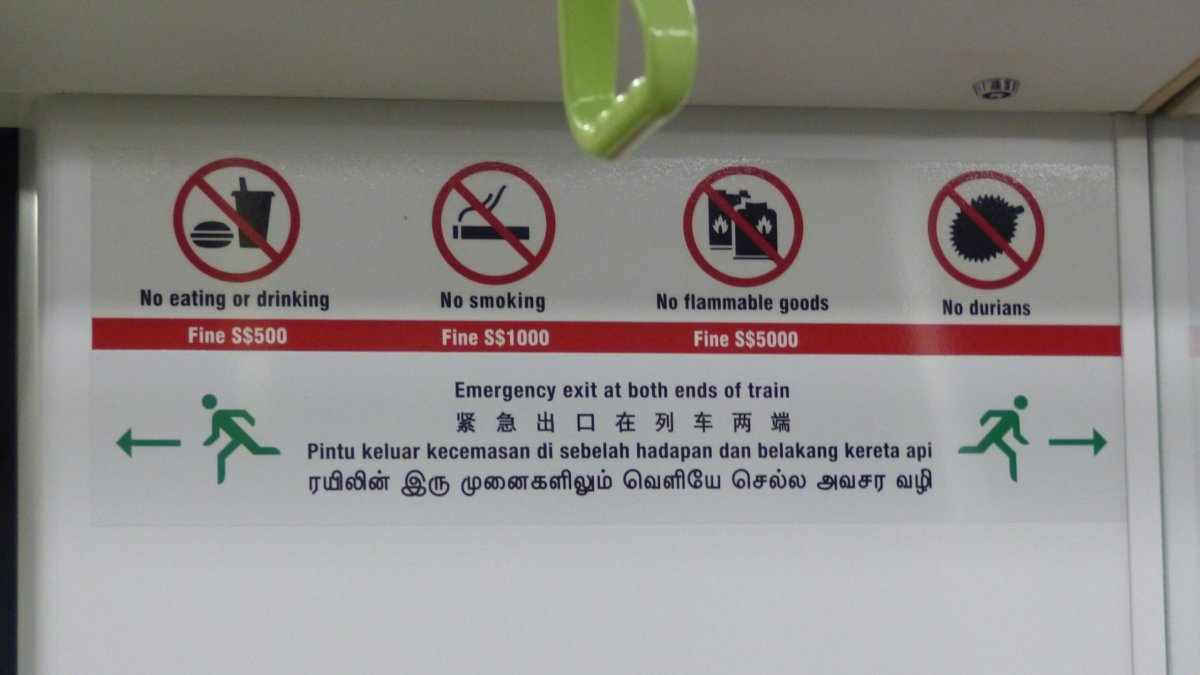 No eating or drinking
No smoking
No flammable goods
No durians
Fine S$500
Fine S$1000
Fine S$5000
Emergency exit at both ends of train
紧急出口在列车两端
Pintu keluar kecemasan di sebelah hadapan dan belakang kereta api
ரயிலின் இரு முனைகளிலும் வெளியே செல்ல அவசர வழி